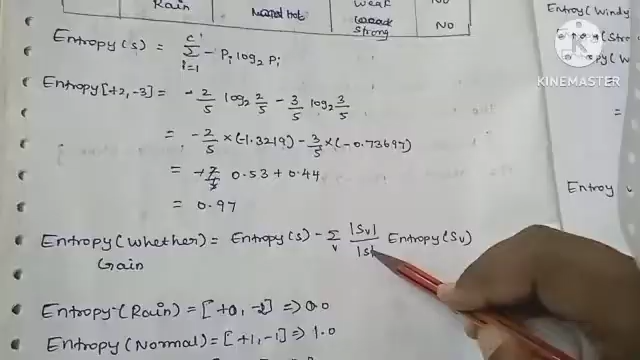 Rain
Weak
No
Strong
No
Entropy(s) = c Σ i=1 - Pi log2 Pi
Entropy[+2,-3] = -2/5 log2 2/5 - 3/5 log2 3/5
= -2/5 ×(-1.3219) - 3/5 ×(-0.73697)
= + 0.53 + 0.44
= 0.97
Entropy(Whether) = Entropy(s) - Σ v |Sv|/|s| Entropy(Sv)
Gain
Entropy(Rain) = [+0, -2] => 0.0
Entropy(Normal) = [+1, -1] => 1.0
Entropy(Windy
KINEMASTER
=
Entroy(